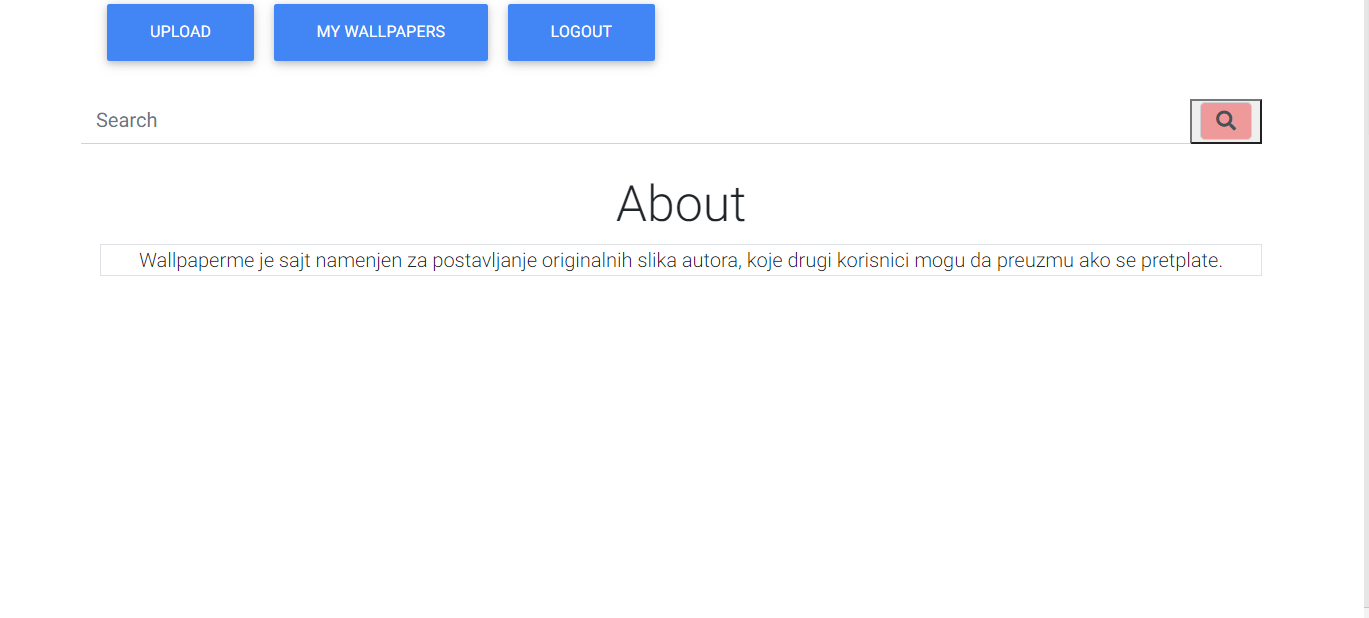 UPLOAD MY WALLPAPERS LOGOUT
Search
About
Wallpaperme je sajt namenjen za postavljanje originalnih slika autora, koje drugi korisnici mogu da preuzmu ako se pretplate.